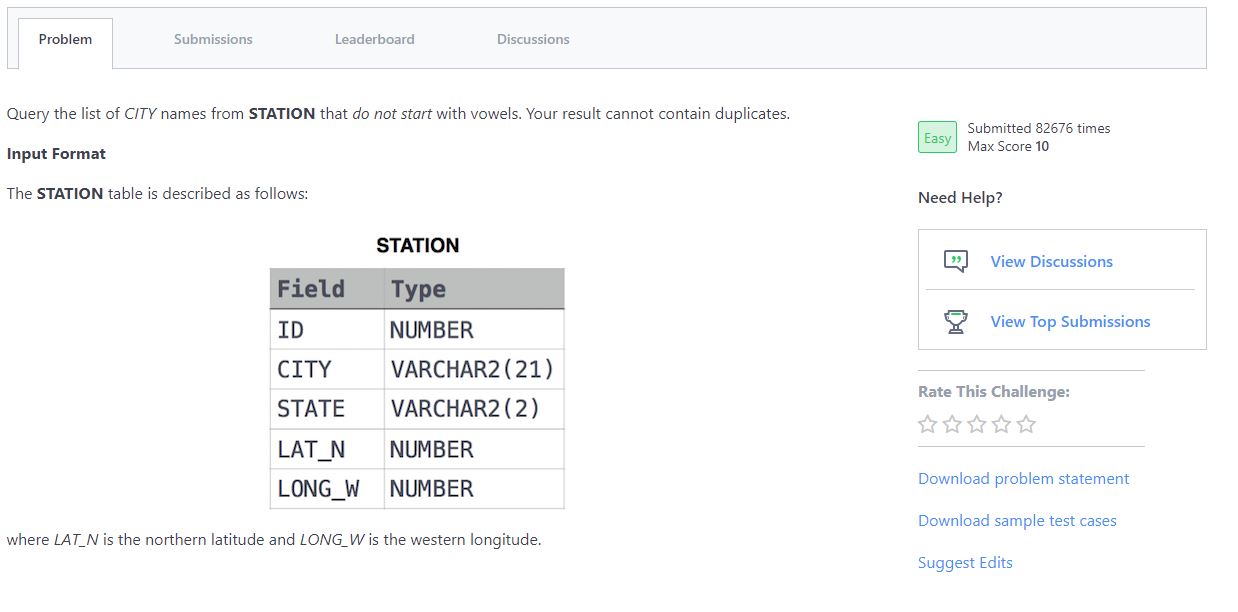 Problem Submissions Leaderboard Discussions
Query the list of CITY names from STATION that do not start with vowels. Your result cannot contain duplicates.
Input Format
The STATION table is described as follows:
STATION
Field Type
ID NUMBER
CITY VARCHAR2(21)
STATE VARCHAR2(2)
LAT_N NUMBER
LONG_W NUMBER
where LAT_N is the northern latitude and LONG_W is the western longitude.
Easy
Submitted 82676 times
Max Score 10
Need Help?
View Discussions
View Top Submissions
Rate This Challenge:
Download problem statement
Download sample test cases
Suggest Edits